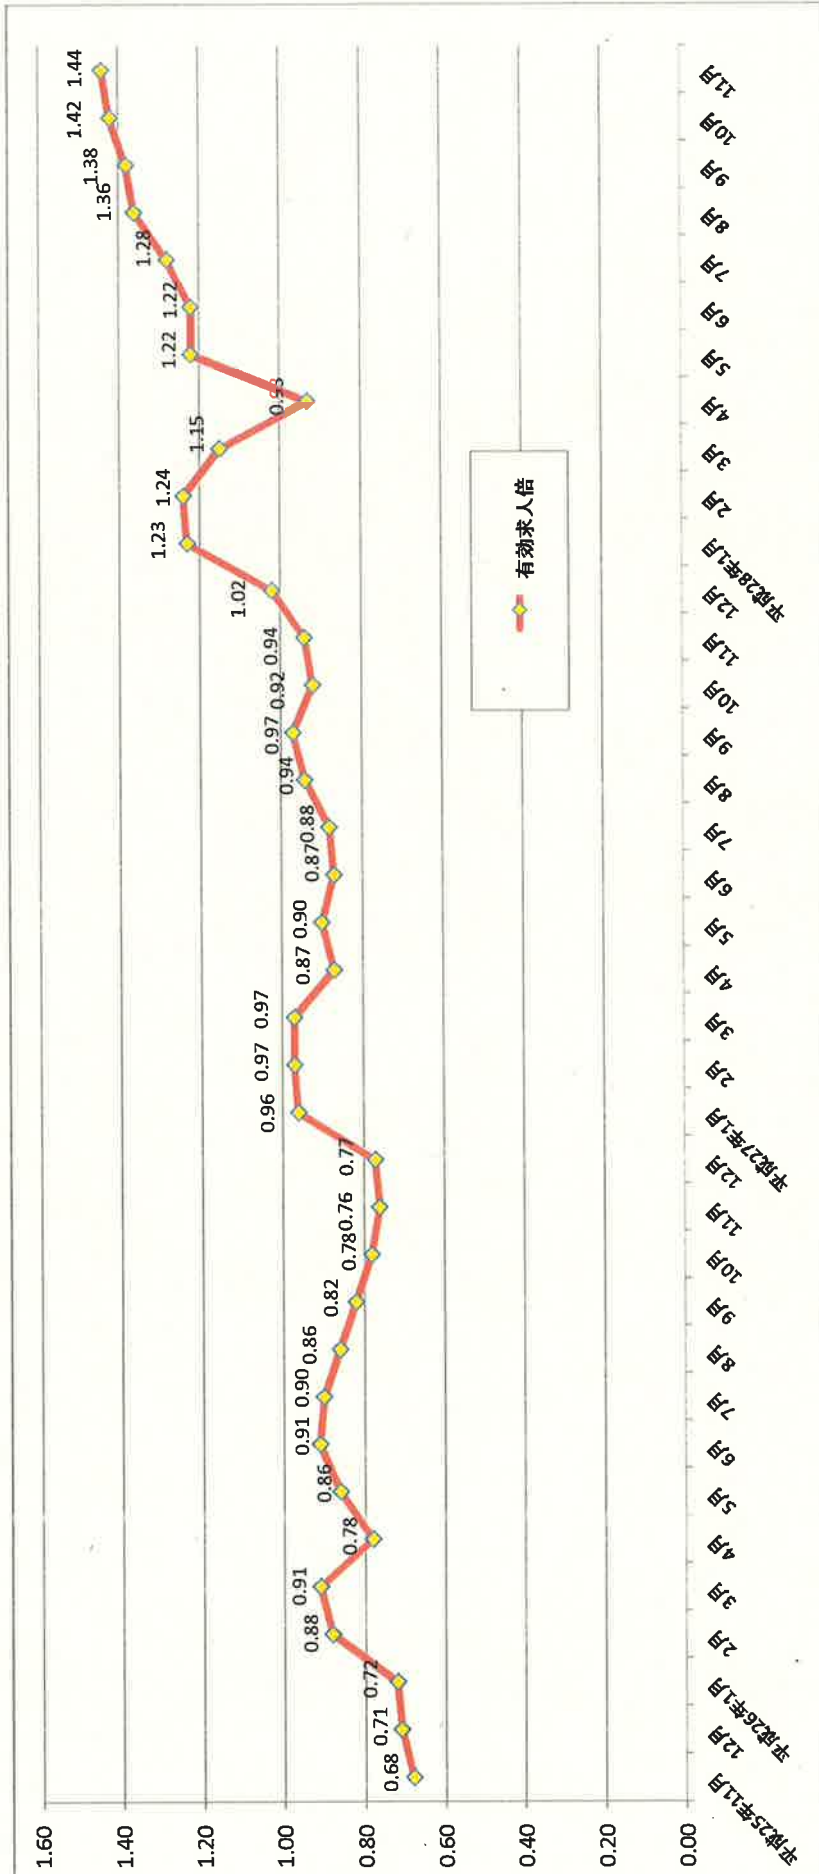 1.60
1.40
1.20
1.00
0.80
0.60
0.40
0.20
0.00
0.68
0.71
0.72
0.88
0.91
0.78
0.86
0.91
0.90
0.86
0.82
0.78
0.76
0.77
0.96
0.97
0.97
0.87
0.90
0.87
0.88
0.94
0.97
0.92
0.94
1.02
1.23
1.24
1.15
0.93
1.22
1.22
1.28
1.36
1.38
1.42
1.44
有効求人倍
平成25年11月
12月
平成26年1月
2月
3月
4月
5月
6月
7月
8月
9月
10月
11月
12月
平成27年1月
2月
3月
4月
5月
6月
7月
8月
9月
10月
11月
12月
平成28年1月
2月
3月
4月
5月
6月
7月
8月
9月
10月
11月